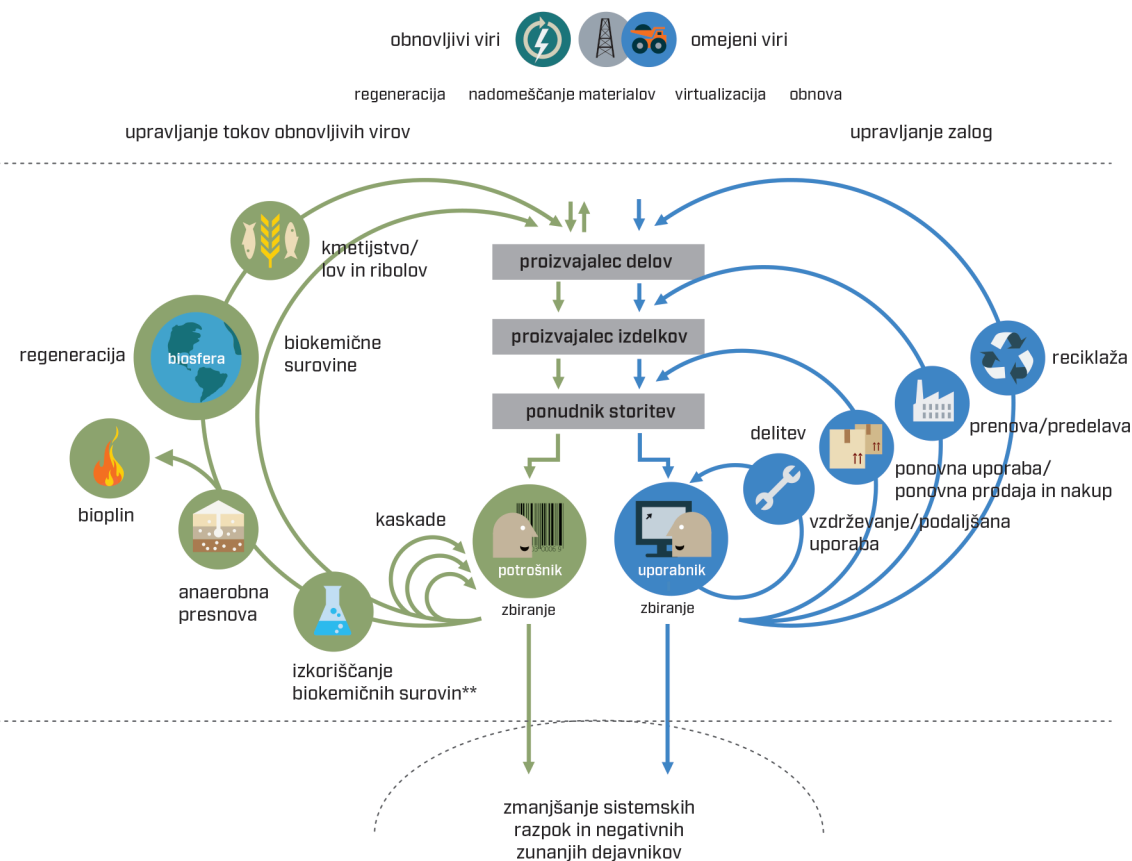 obnovljivi viri
omejeni viri
regeneracija nadomeščanje materialov virtualizacija obnova
upravljanje tokov obnovljivih virov
upravljanje zalog
kmetijstvo/
lov in ribolov
proizvajalec delov
regeneracija
biosfera
biokemične
surovine
proizvajalec izdelkov
reciklaža
ponudnik storitev
prenova/predelava
delitev
ponovna uporaba/
ponovna prodaja in nakup
bioplin
kaskade
vzdrževanje/podaljšana
uporaba
potrošnik
uporabnik
anaerobna
presnova
zbiranje
zbiranje
izkoriščanje
biokemičnih surovin**
zmanjšanje sistemskih
razpok in negativnih
zunanjih dejavnikov